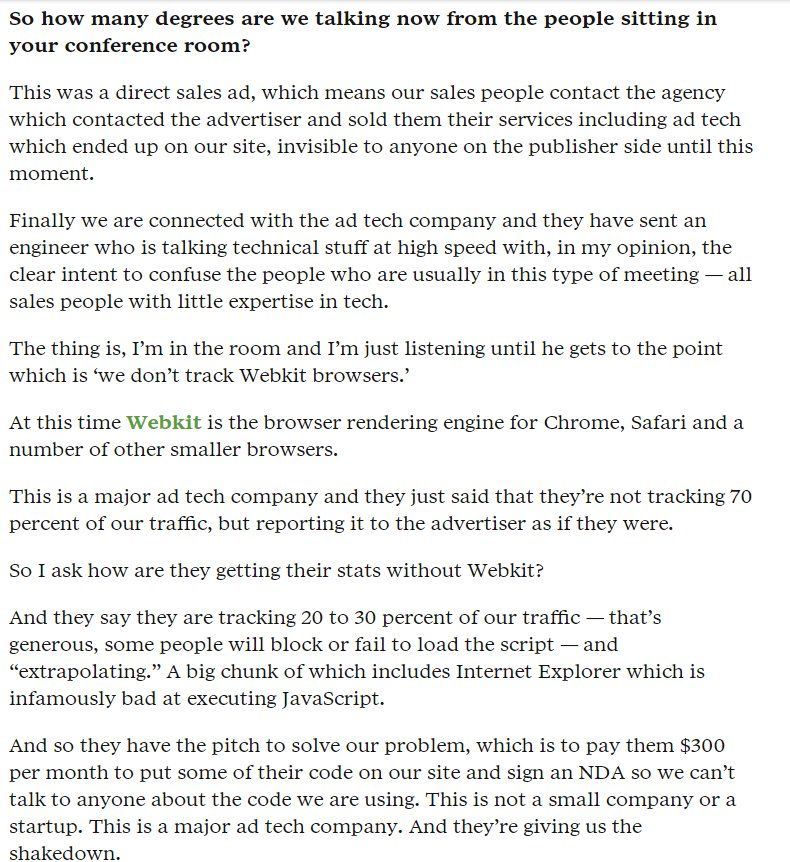 So how many degrees are we talking now from the people sitting in
your conference room?
This was a direct sales ad, which means our sales people contact the agency
which contacted the advertiser and sold them their services including ad tech
which ended up on our site, invisible to anyone on the publisher side until this
moment.
Finally we are connected with the ad tech company and they have sent an
engineer who is talking technical stuff at high speed with, in my opinion, the
clear intent to confuse the people who are usually in this type of meeting — all
sales people with little expertise in tech.
The thing is, I’m in the room and I’m just listening until he gets to the point
which is ‘we don’t track Webkit browsers.’
At this time Webkit is the browser rendering engine for Chrome, Safari and a
number of other smaller browsers.
This is a major ad tech company and they just said that they’re not tracking 70
percent of our traffic, but reporting it to the advertiser as if they were.
So I ask how are they getting their stats without Webkit?
And they say they are tracking 20 to 30 percent of our traffic — that’s
generous, some people will block or fail to load the script — and
“extrapolating.” A big chunk of which includes Internet Explorer which is
infamously bad at executing JavaScript.
And so they have the pitch to solve our problem, which is to pay them $300
per month to put some of their code on our site and sign an NDA so we can’t
talk to anyone about the code we are using. This is not a small company or a
startup. This is a major ad tech company. And they’re giving us the
shakedown.